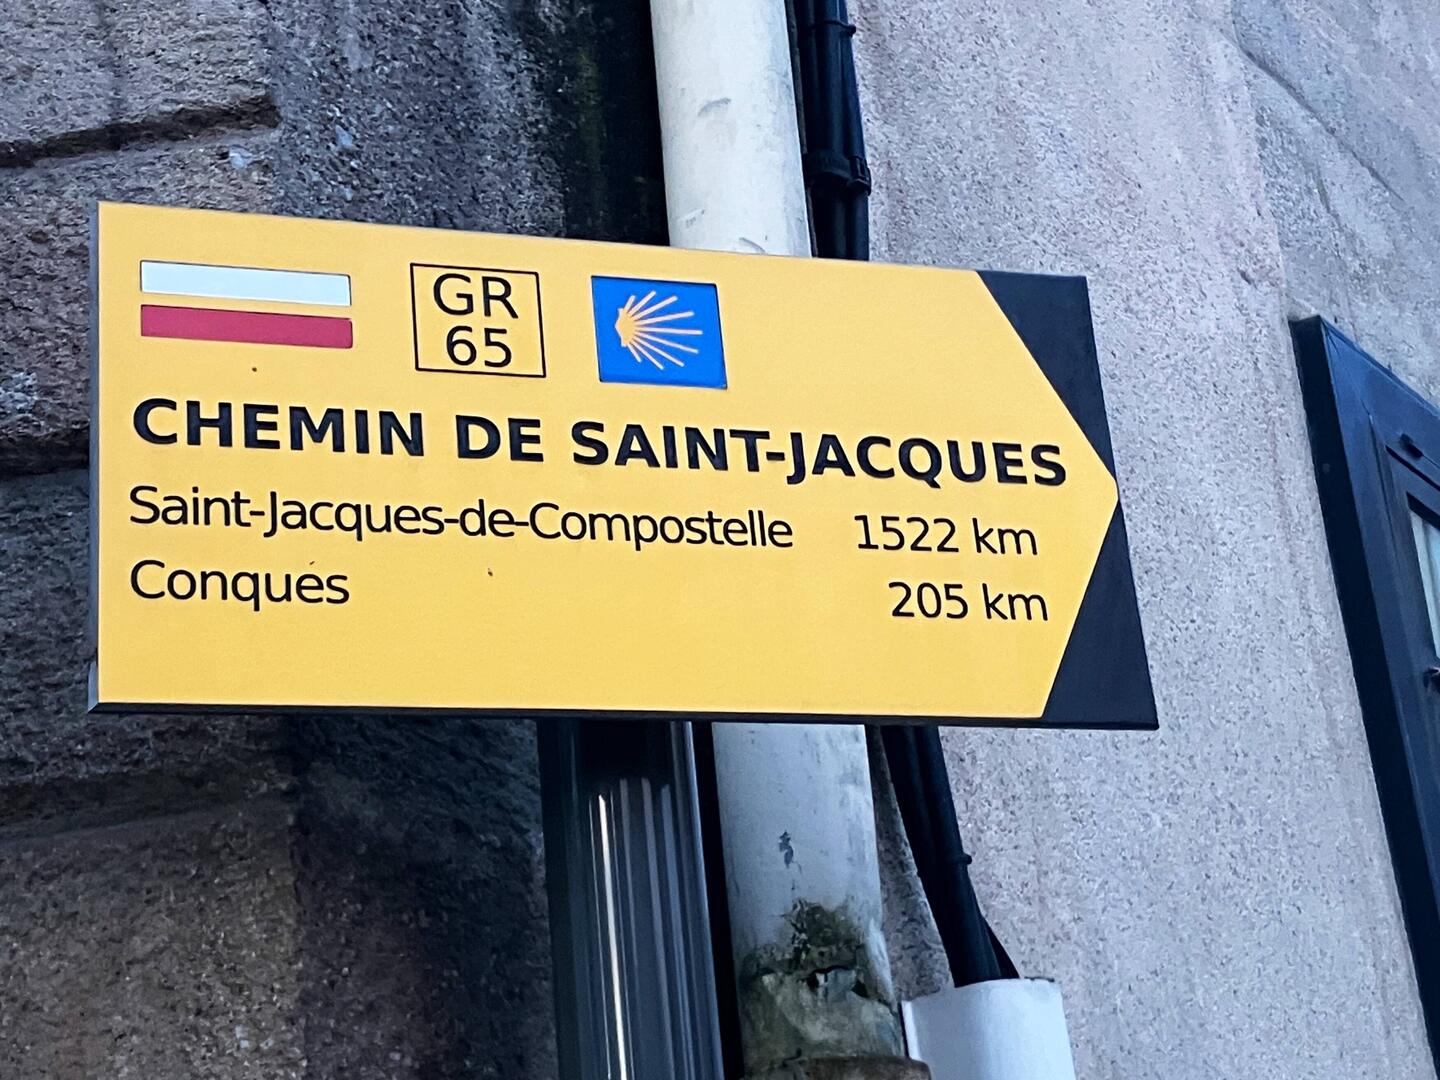 GR
65
CHEMIN DE SAINT-JACQUES
Saint-Jacques-de-Compostelle 1522 km
Conques 205 km